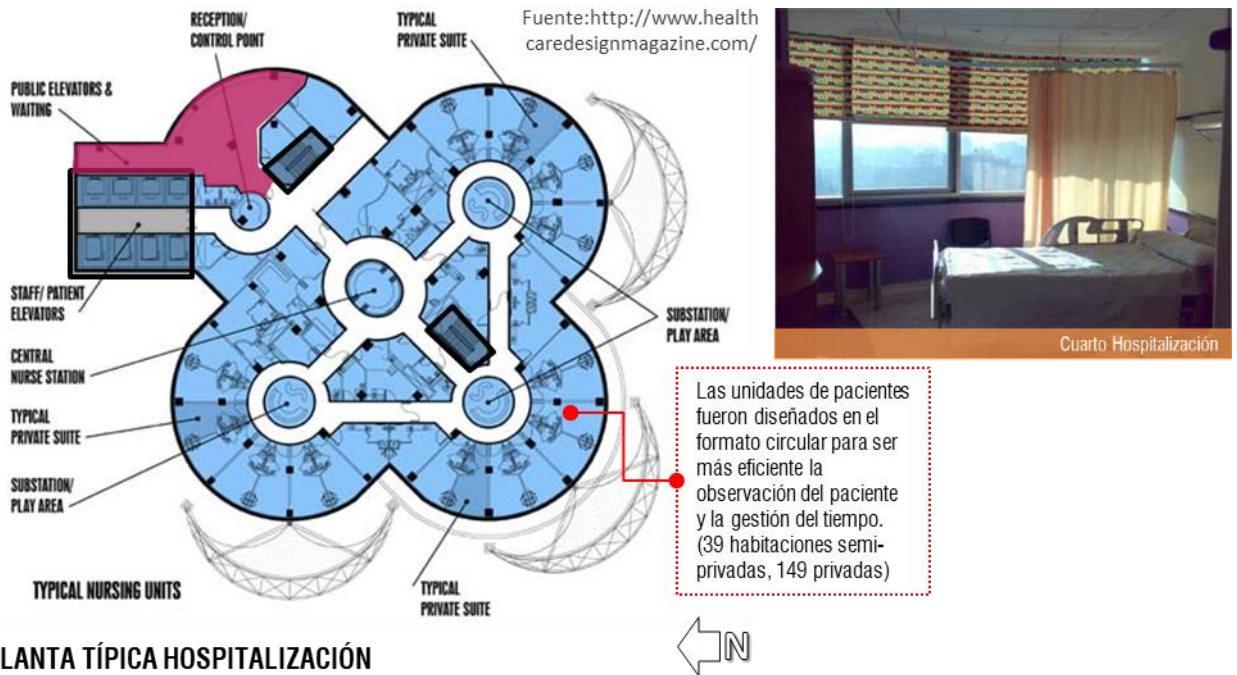 RECEPTION/
CONTROL POINT
TYPICAL
PRIVATE SUITE
Fuente:http://www.health
caredesignmagazine.com/
PUBLIC ELEVATORS &
WAITING
STAFF/ PATIENT
ELEVATORS
CENTRAL
NURSE STATION
TYPICAL
PRIVATE SUITE
SUBSTATION/
PLAY AREA
SUBSTATION/
PLAY AREA
TYPICAL
PRIVATE SUITE
TYPICAL NURSING UNITS
Cuarto Hospitalización
Las unidades de pacientes
fueron diseñados en el
formato circular para ser
más eficiente la
observación del paciente
y la gestión del tiempo.
(39 habitaciones semi-
privadas, 149 privadas)
N
LANTA TÍPICA HOSPITALIZACIÓN